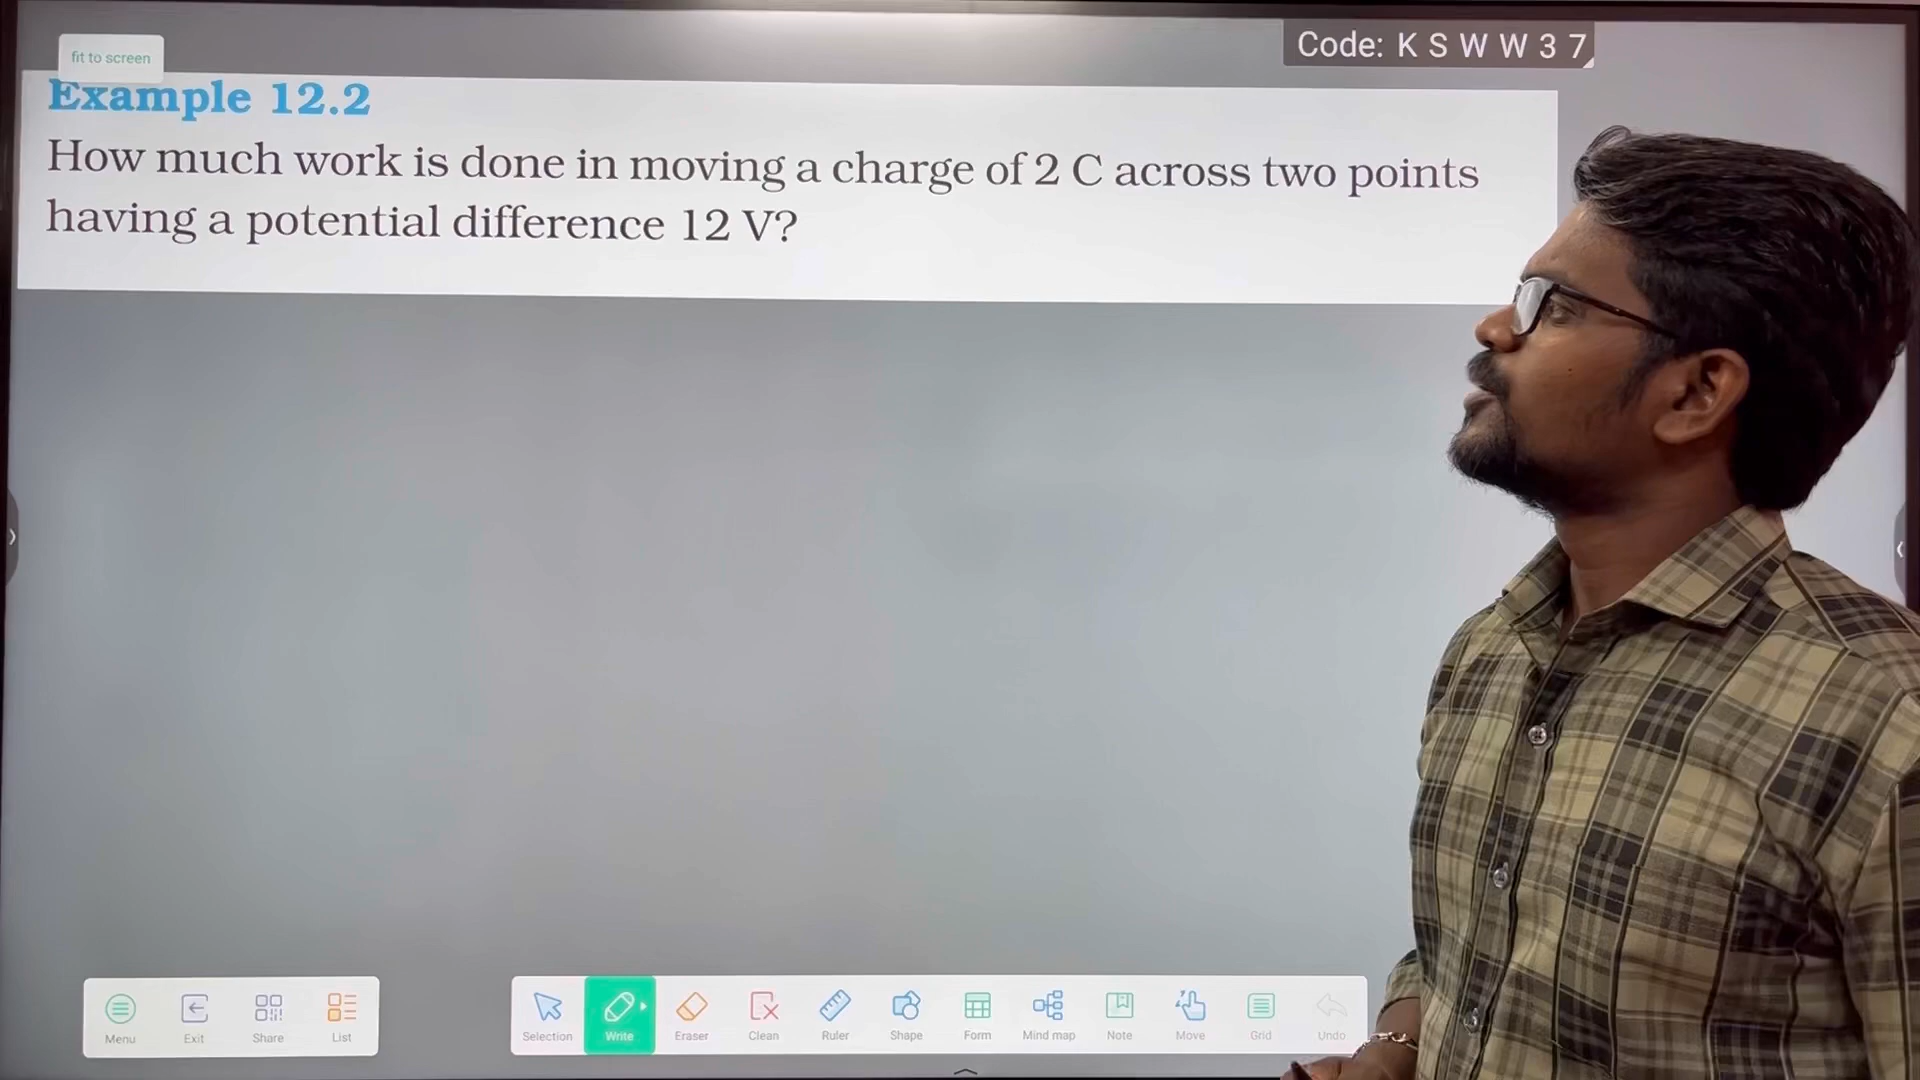 fit to screen
Code: K S W W 3 7
Example 12.2
How much work is done in moving a charge of 2 C across two points
having a potential difference 12 V?
Menu Exit Share List
Selection Write Eraser Clean Ruler Shape Form Mind map Note Move Grid Undo